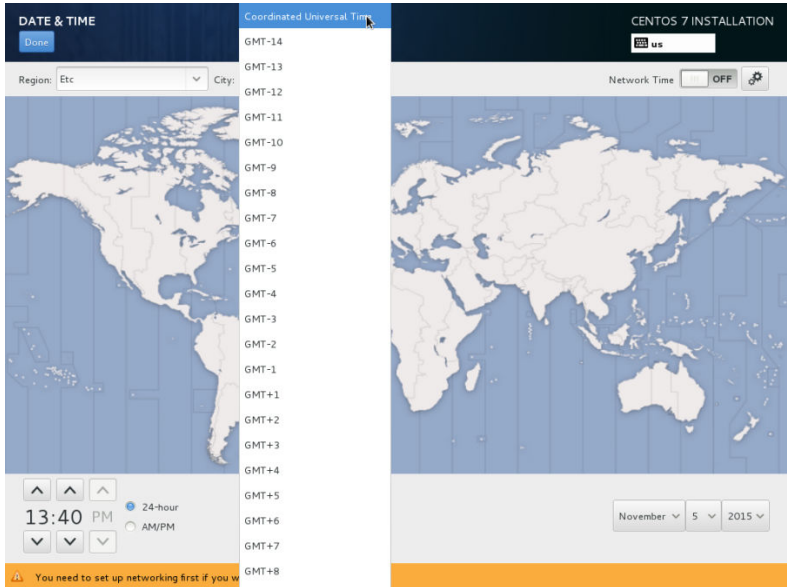 DATE & TIME
Done
CENTOS 7 INSTALLATION
us
Region: Etc
City:
Network Time OFF
Coordinated Universal Time
GMT-14
GMT-13
GMT-12
GMT-11
GMT-10
GMT-9
GMT-8
GMT-7
GMT-6
GMT-5
GMT-4
GMT-3
GMT-2
GMT-1
GMT+1
GMT+2
GMT+3
GMT+4
GMT+5
GMT+6
GMT+7
GMT+8
13:40 PM
24-hour
AM/PM
November 5 2015
You need to set up networking first if you w